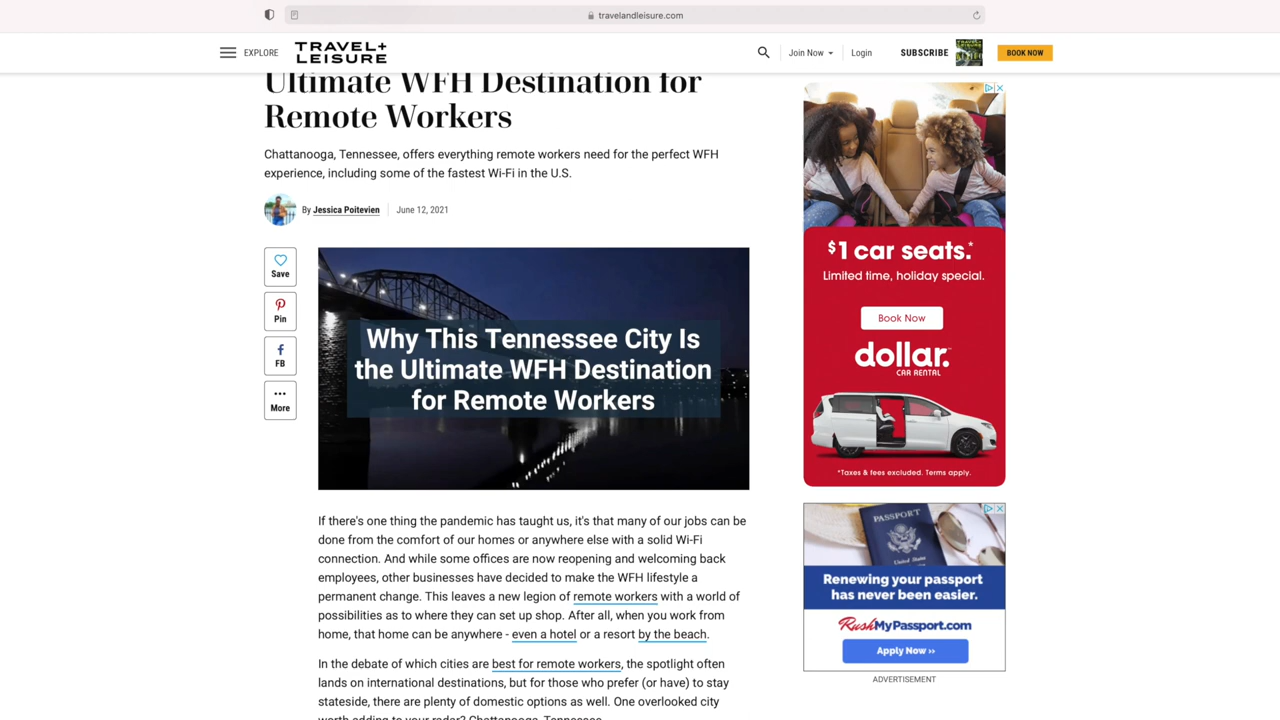 travelandleisure.com
EXPLORE
TRAVEL+
LEISURE
Join Now
Login
SUBSCRIBE
BOOK NOW
Ultimate WFH Destination for
Remote Workers
Chattanooga, Tennessee, offers everything remote workers need for the perfect WFH
experience, including some of the fastest Wi-Fi in the U.S.
By Jessica Poitevien
June 12, 2021
Save
Pin
FB
More
Why This Tennessee City Is
the Ultimate WFH Destination
for Remote Workers
If there's one thing the pandemic has taught us, it's that many of our jobs can be
done from the comfort of our homes or anywhere else with a solid Wi-Fi
connection. And while some offices are now reopening and welcoming back
employees, other businesses have decided to make the WFH lifestyle a
permanent change. This leaves a new legion of remote workers with a world of
possibilities as to where they can set up shop. After all, when you work from
home, that home can be anywhere - even a hotel or a resort by the beach.
In the debate of which cities are best for remote workers, the spotlight often
lands on international destinations, but for those who prefer (or have) to stay
stateside, there are plenty of domestic options as well. One overlooked city
worth adding to your radar? Chattanooga, Tennessee.
$1 car seats.*
Limited time, holiday special.
Book Now
dollar.
CAR RENTAL
*Taxes & fees excluded. Terms apply.
PASSPORT
United States
Renewing your passport
has never been easier.
RushMyPassport.com
Apply Now ››
ADVERTISEMENT